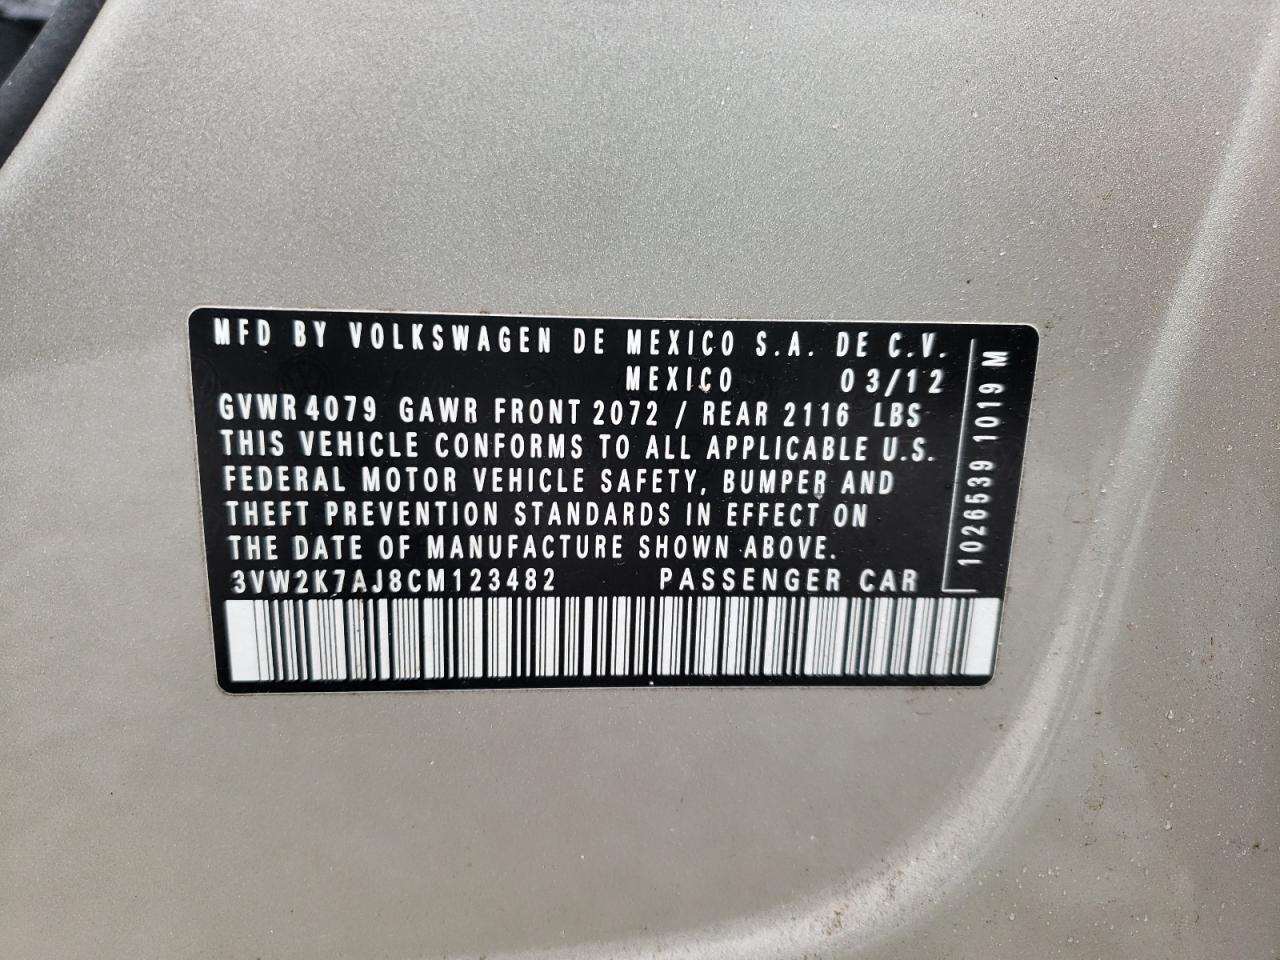 MFD BY VOLKSWAGEN DE MEXICO S.A. DE C.V.
MEXICO 03/12
GVWR 4079 GAWR FRONT 2072 / REAR 2116 LBS
THIS VEHICLE CONFORMS TO ALL APPLICABLE U.S.
FEDERAL MOTOR VEHICLE SAFETY, BUMPER AND
THEFT PREVENTION STANDARDS IN EFFECT ON
THE DATE OF MANUFACTURE SHOWN ABOVE.
3VW2K7AJ8CM123482 PASSENGER CAR
1026539 1019 M